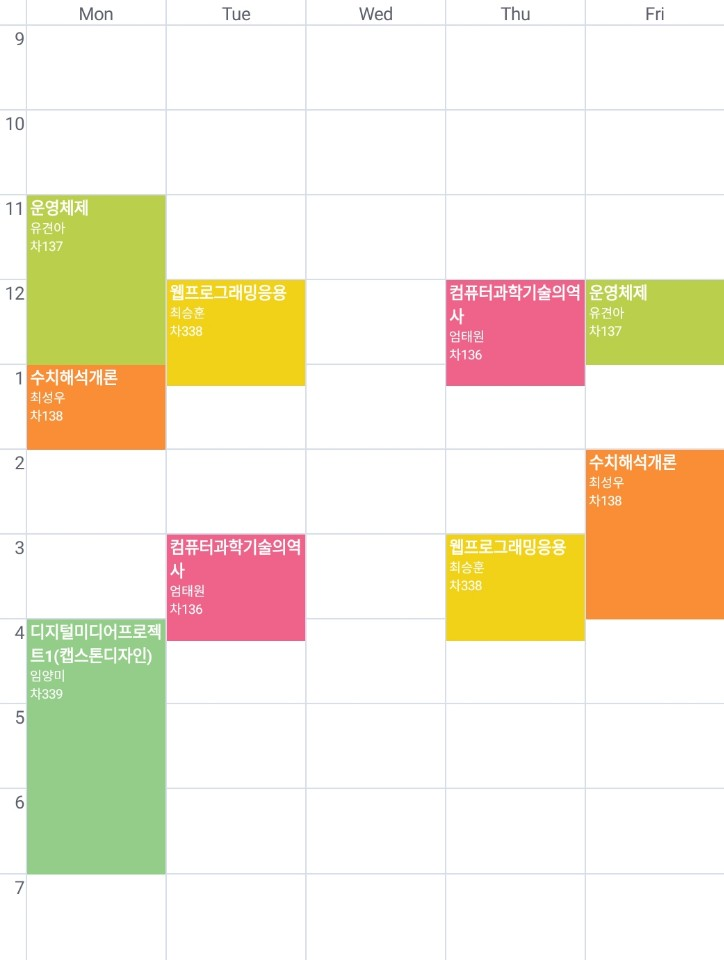 Mon Tue Wed Thu Fri
9
10
11
운영체제
유견아
차137
12
웹프로그래밍응용
최승훈
차338
컴퓨터과학기술의역
사
엄태원
차136
운영체제
유견아
차137
1
수치해석개론
최성우
차138
2
수치해석개론
최성우
차138
3
컴퓨터과학기술의역
사
엄태원
차136
웹프로그래밍응용
최승훈
차338
4
디지털미디어프로젝
트1(캡스톤디자인)
임양미
차339
5
6
7